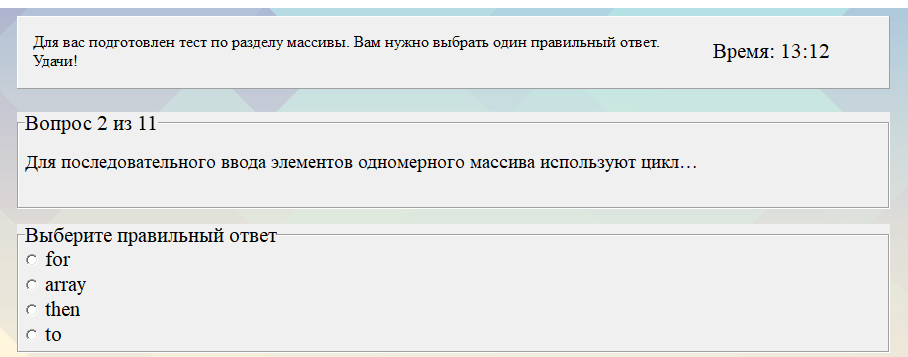 Для вас подготовлен тест по разделу массивы. Вам нужно выбрать один правильный ответ.
Удачи!
Время: 13:12
Вопрос 2 из 11
Для последовательного ввода элементов одномерного массива используют цикл…
Выберите правильный ответ
for
array
then
to